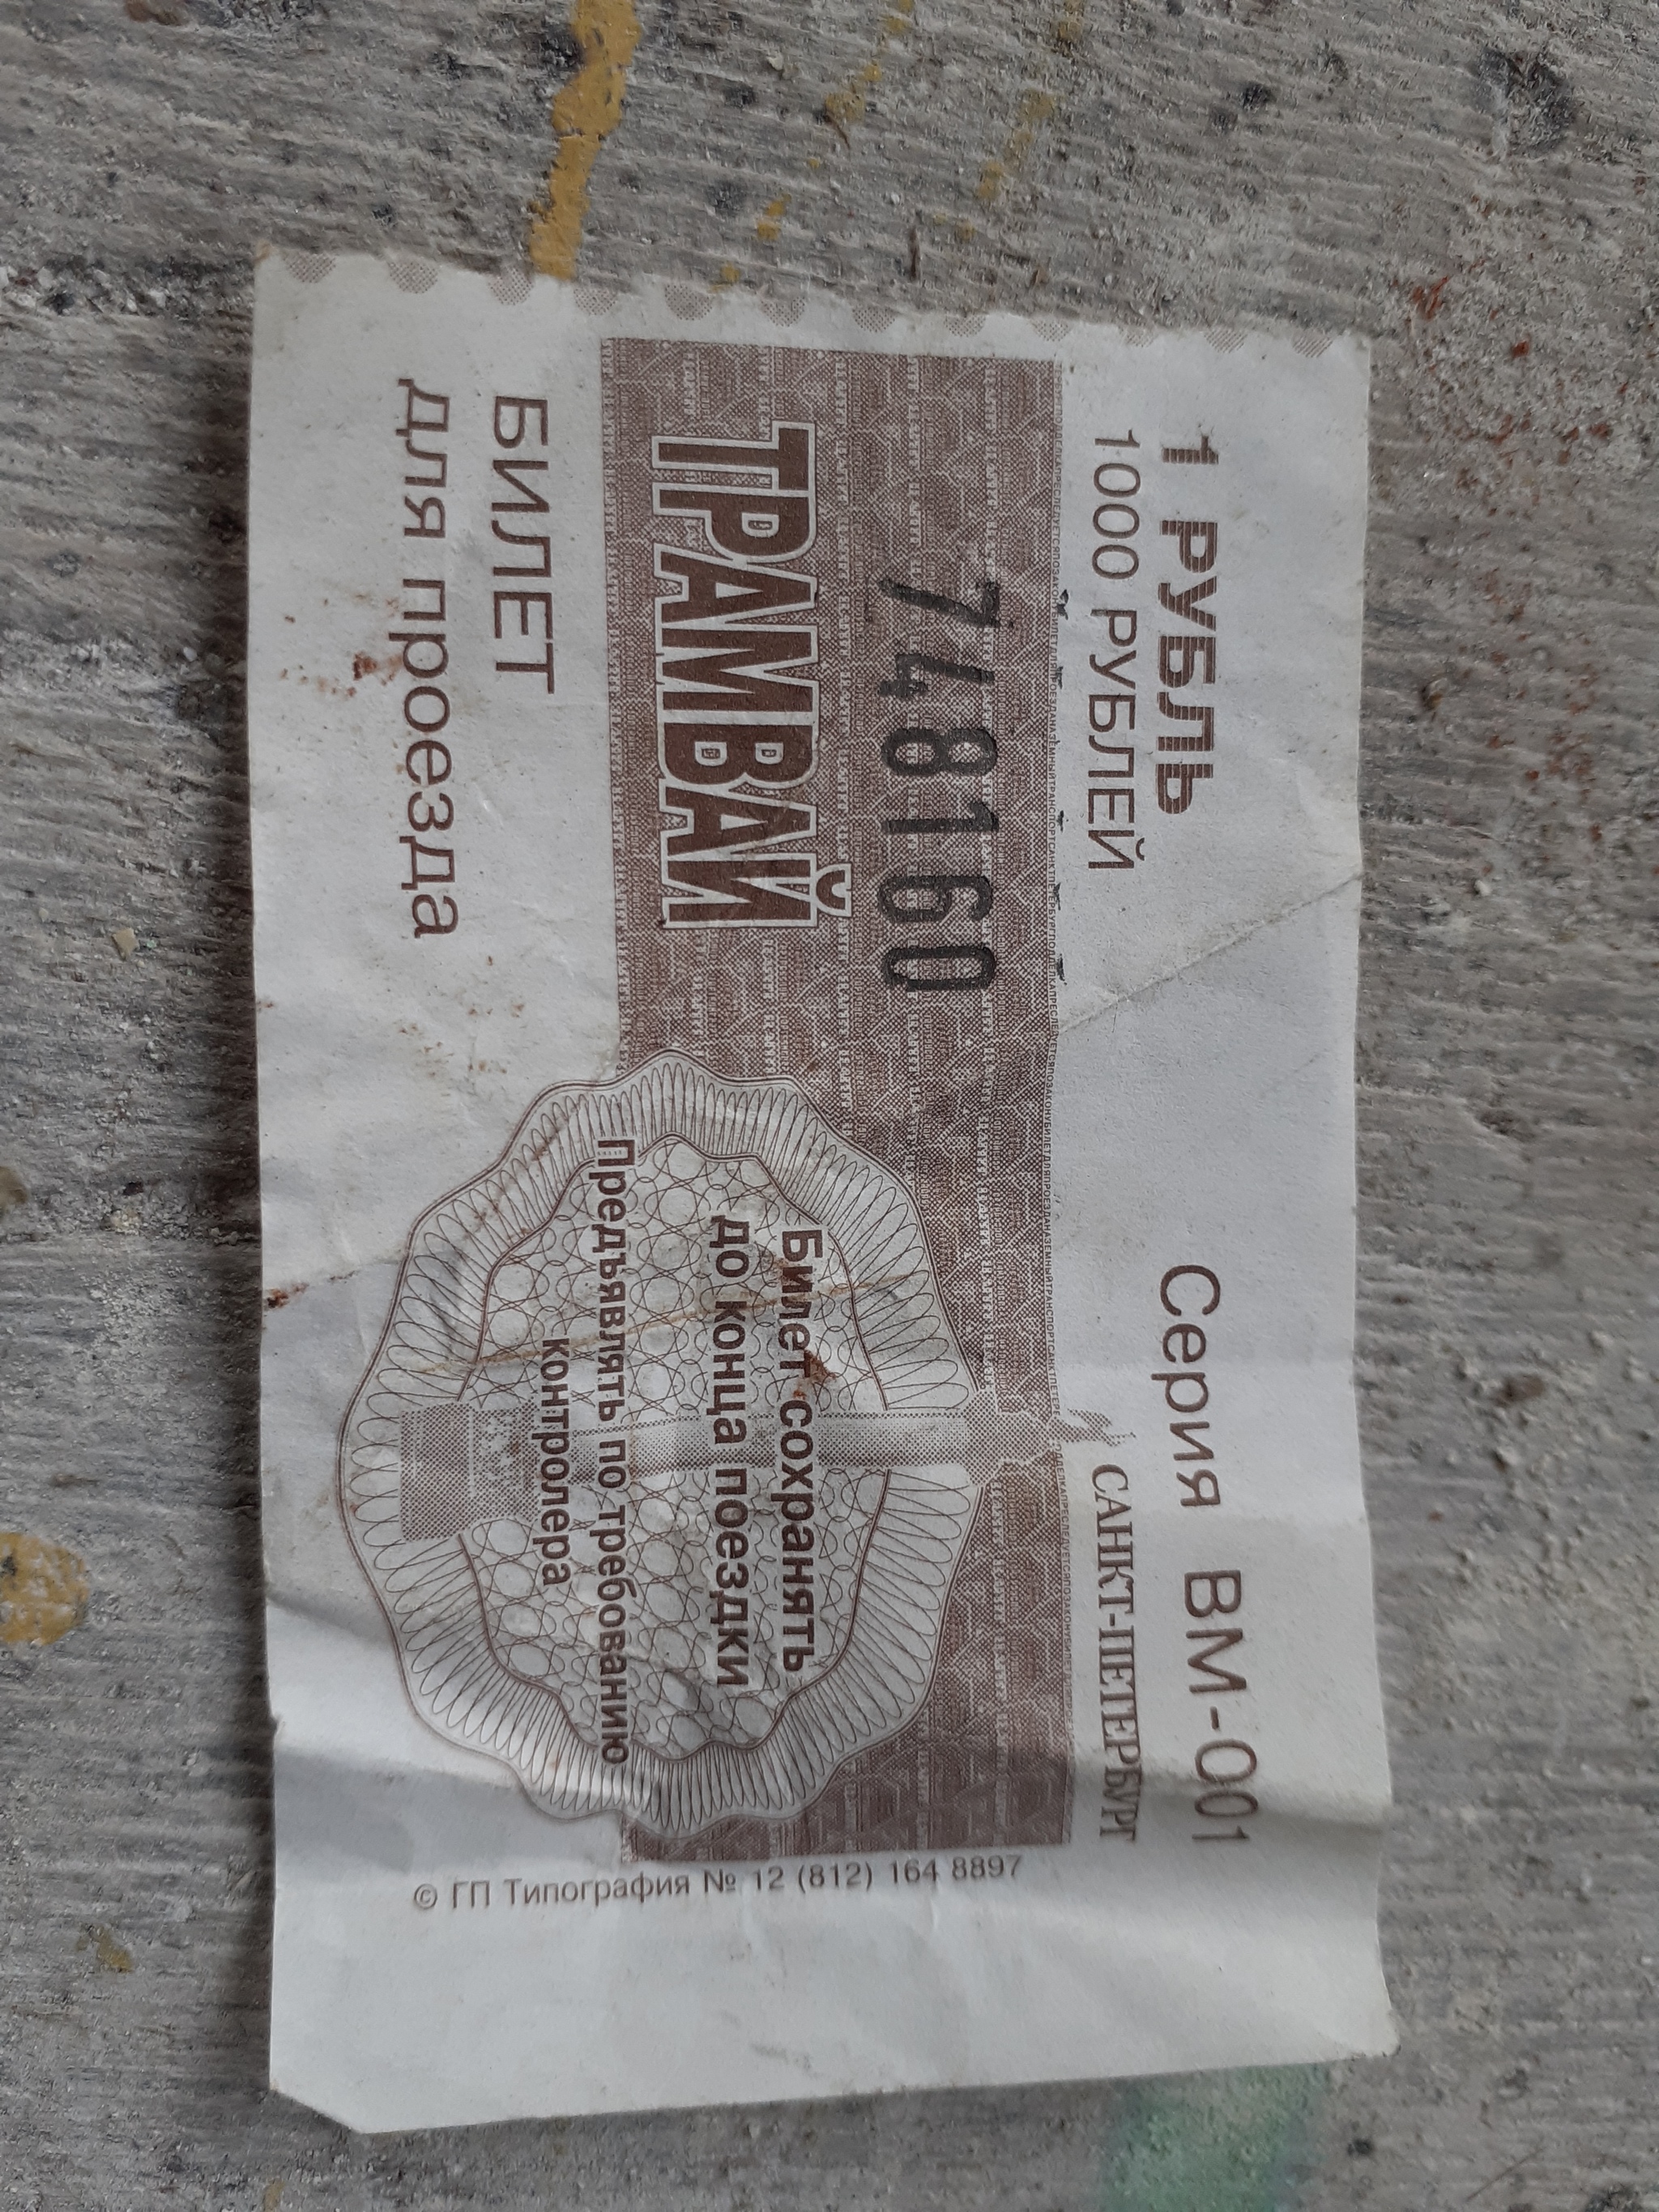 1 РУБЛЬ
1000 РУБЛЕЙ
Серия ВМ-001
САНКТ-ПЕТЕРБУРГ
748160
ТРАМВАЙ
Билет сохранять
до конца поездки
Предъявлять по требованию
контролера
БИЛЕТ
для проезда
© ГП Типография № 12 (812) 164 8897